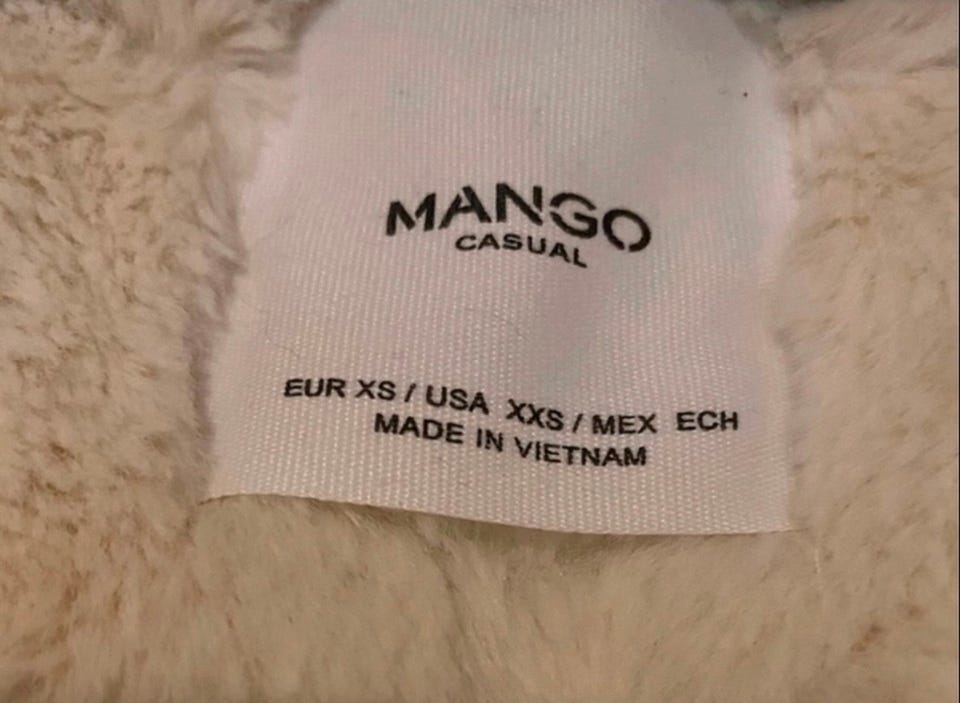 MANGO
CASUAL
EUR XS / USA XXS / MEX ECH
MADE IN VIETNAM